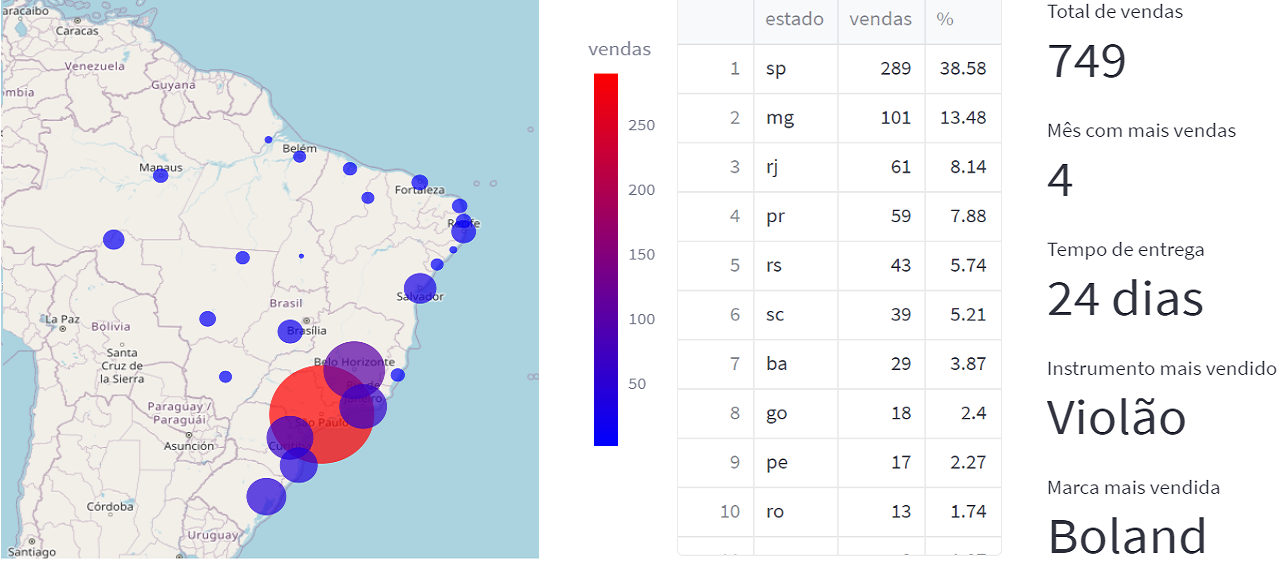 aracaibo
Caracas
Venezuela
Guyana
mbia
Belém
Manaus
Fortaleza
Brasil
Salvador
La Paz
Bolivia
Brasília
Santa
Cruz de
la Sierra
Belo Horizonte
Rio de
Janeiro
São Paulo
Paraguay /
Paraguái
Asunción
Curitiba
Córdoba
Uruguay
Santiago
vendas
250
200
150
100
50
estado vendas %
1 sp 289 38.58
2 mg 101 13.48
3 rj 61 8.14
4 pr 59 7.88
5 rs 43 5.74
6 sc 39 5.21
7 ba 29 3.87
8 go 18 2.4
9 pe 17 2.27
10 ro 13 1.74
Total de vendas
749
Mês com mais vendas
4
Tempo de entrega
24 dias
Instrumento mais vendido
Violão
Marca mais vendida
Boland